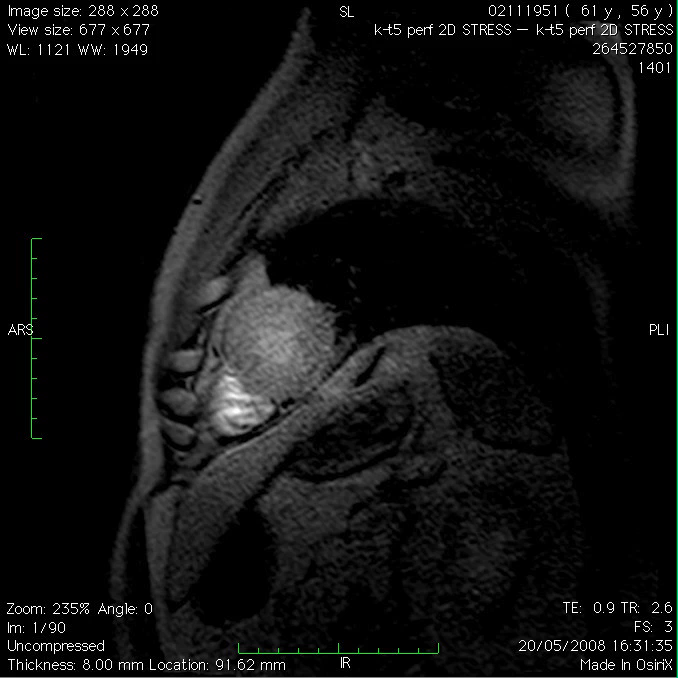 Image size: 288 x 288
View size: 677 x 677
WL: 1121 WW: 1949
SL
02111951 ( 61 y , 56 y )
k-t5 perf 2D STRESS — k-t5 perf 2D STRESS
264527850
1401
ARS
PLI
Zoom: 235% Angle: 0
Im: 1/90
Uncompressed
Thickness: 8.00 mm Location: 91.62 mm
IR
TE: 0.9 TR: 2.6
FS: 3
20/05/2008 16:31:35
Made In OsiriX